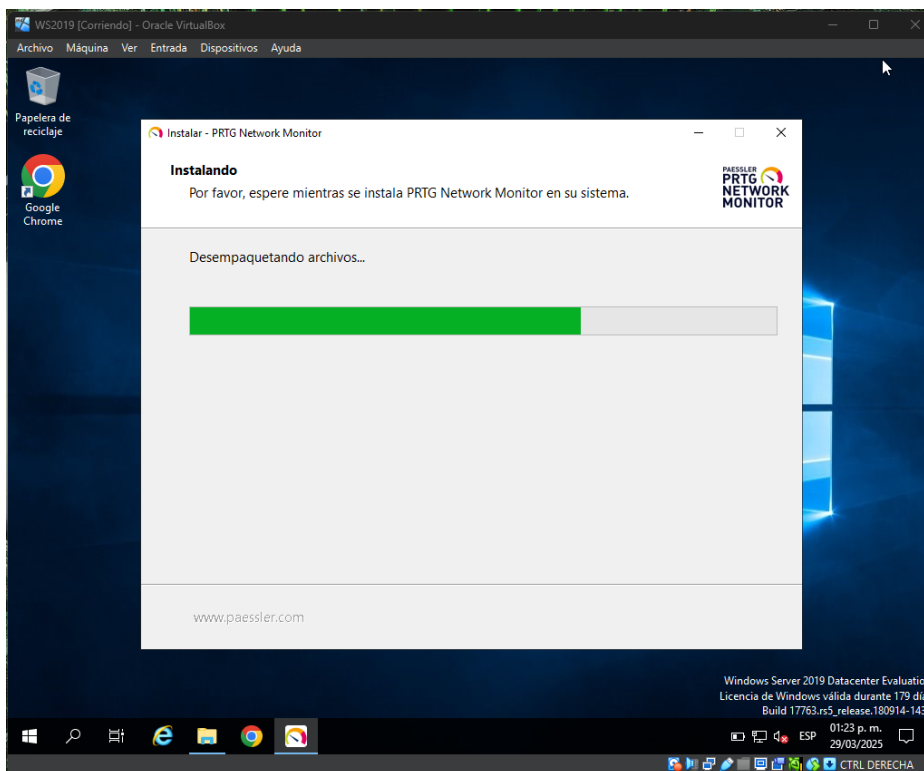 WS2019 [Corriendo] - Oracle VirtualBox
Archivo Máquina Ver Entrada Dispositivos Ayuda
Papelera de
reciclaje
Google
Chrome
Instalar - PRTG Network Monitor
Instalando
Por favor, espere mientras se instala PRTG Network Monitor en su sistema.
PAESSLER
PRTG
NETWORK
MONITOR
Desempaquetando archivos...
www.paessler.com
Windows Server 2019 Datacenter Evaluatio
Licencia de Windows válida durante 179 dí
Build 17763.rs5_release.180914-143
ESP
01:23 p. m.
29/03/2025
CTRL DERECHA